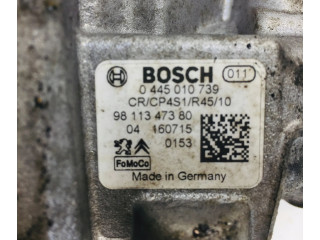 BOSCH 011
0 445 010 739
CR/CP4S1/R45/10
98 113 473 80
04 160715
0153
FoMoCo
Made in Germany